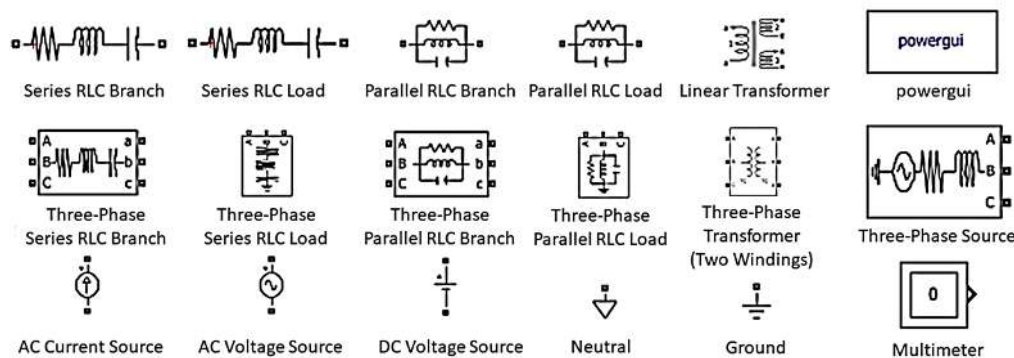 Series RLC Branch
Series RLC Load
Parallel RLC Branch
Parallel RLC Load
Linear Transformer
powergui
powergui
A
B
C
a
b
c
Three-Phase
Series RLC Branch
A B C
Three-Phase
Series RLC Load
A
B
C
a
b
c
Three-Phase
Parallel RLC Branch
A B C
Three-Phase
Parallel RLC Load
Three-Phase
Transformer
(Two Windings)
A
B
C
Three-Phase Source
AC Current Source
AC Voltage Source
DC Voltage Source
Neutral
Ground
0
Multimeter